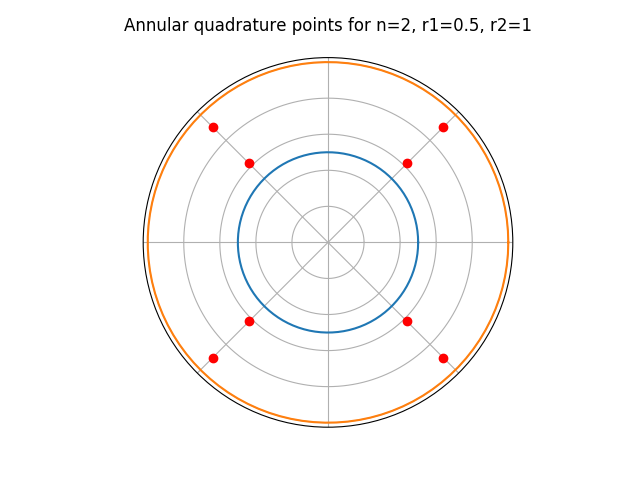 Annular quadrature points for n=2, r1=0.5, r2=1